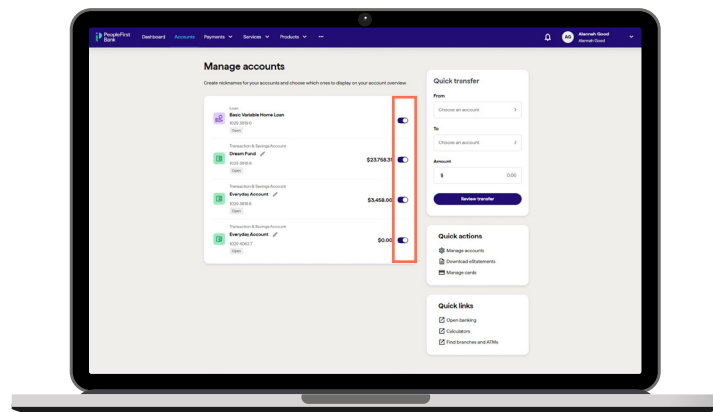 PeopleFirst
Bank
Dashboard Accounts Payments Services Products
AG
Alannah Good
Alannah Good
Manage accounts
Create nicknames for your accounts and choose which ones to display on your account overview
Loan
Basic Variable Home Loan
Open
Transaction & Savings Account
Dream Fund
$23,758.31
Open
Transaction & Savings Account
Everyday Account
$3,458.00
Open
Transaction & Savings Account
Everyday Account
$0.00
1020-4063.7
Open
Quick transfer
From
Choose an account
To
Choose an account
Amount
$ 0.00
Review transfer
Quick actions
Manage accounts
Download eStatements
Manage cards
Quick links
Open banking
Calculators
Find branches and ATMs